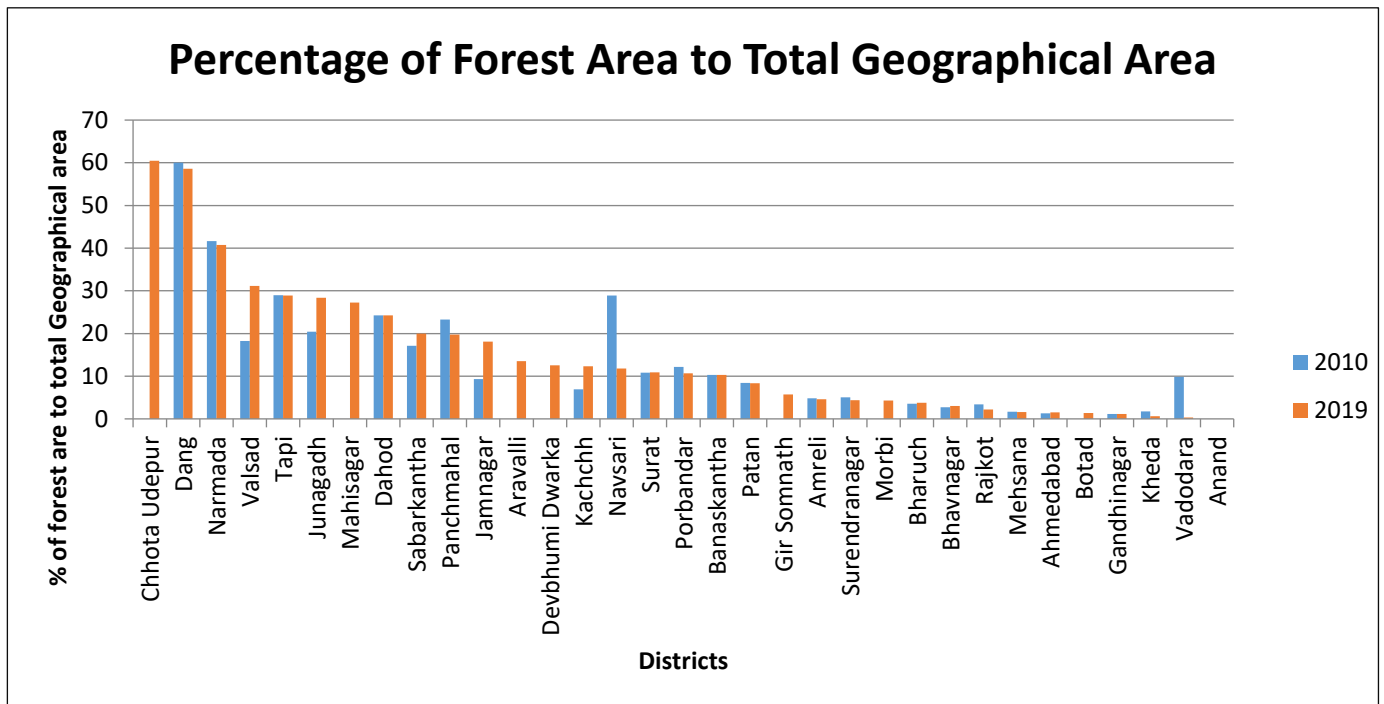 Percentage of Forest Area to Total Geographical Area
% of forest are to total Geographical area
70
60
50
40
30
20
10
0
Chhota Udepur
Dang
Narmada
Valsad
Tapi
Junagadh
Mahisagar
Dahod
Sabarkantha
Panchmahal
Jamnagar
Aravalli
Devbhumi Dwarka
Kachchh
Navsari
Surat
Porbandar
Banaskantha
Patan
Gir Somnath
Amreli
Surendranagar
Morbi
Bharuch
Bhavnagar
Rajkot
Mehsana
Ahmedabad
Botad
Gandhinagar
Kheda
Vadodara
Anand
Districts
2010
2019